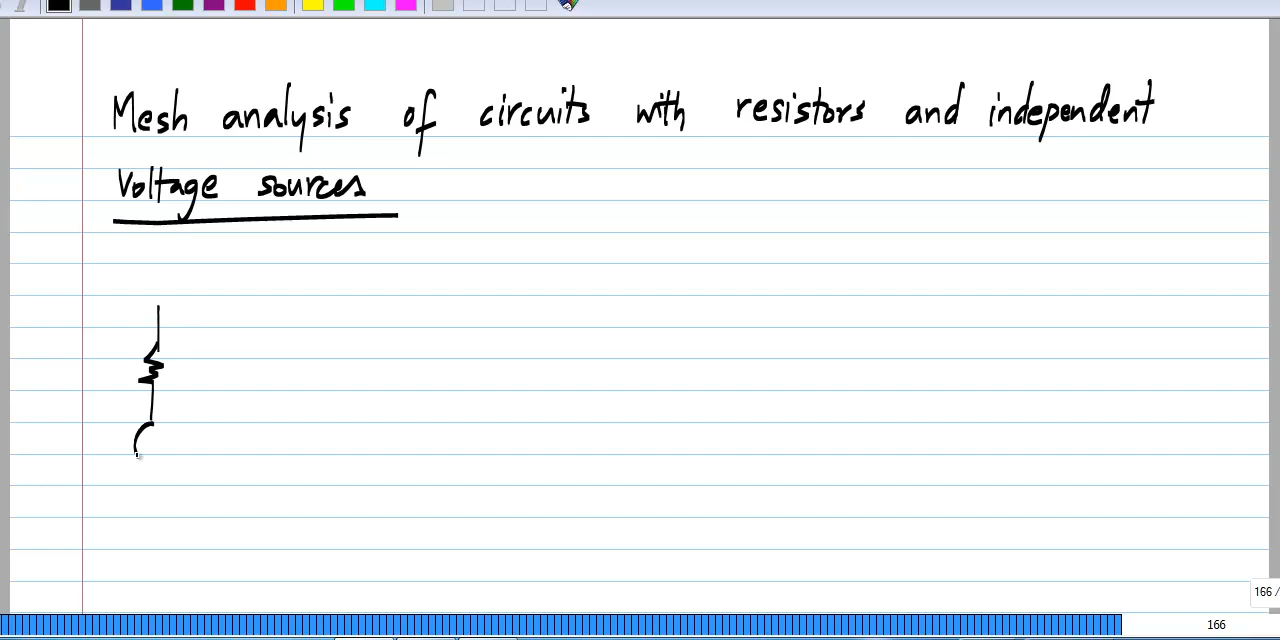 Mesh analysis of circuits with resistors and independent
Voltage sources
166 /
166